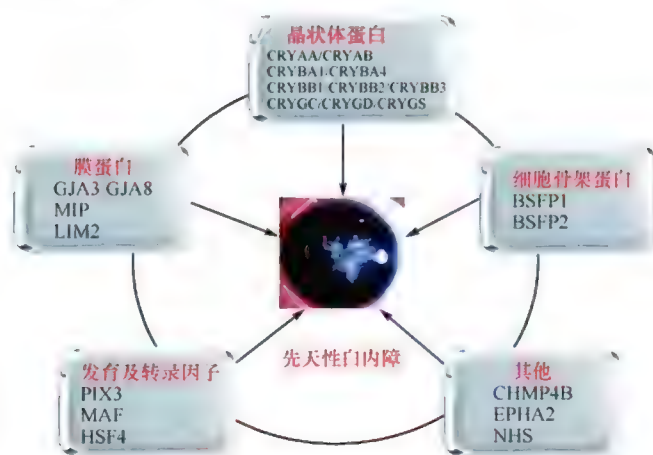 晶状体蛋白
CRYAA/CRYAB
CRYBA1/CRYBA4
CRYBB1 CRYBB2/CRYBB3
CRYGC/CRYGD/CRYGS
膜蛋白
GJA3 GJA8
MIP
LIM2
细胞骨架蛋白
BSFP1
BSFP2
发育及转录因子
PIX3
MAF
HSF4
先天性白内障
其他
CHMP4B
EPHA2
NHS